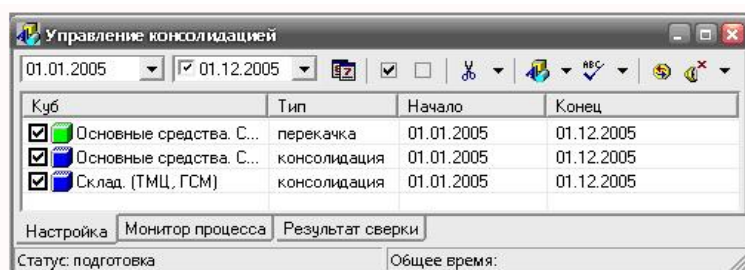 Управление консолидацией
01.01.2005 01.12.2005 ABC
Куб Тип Начало Конец
Основные средства. С... перекачка 01.01.2005 01.12.2005
Основные средства. С... консолидация 01.01.2005 01.12.2005
Склад. (ТМЦ, ГСМ) консолидация 01.01.2005 01.12.2005
Настройка Монитор процесса Результат сверки
Статус: подготовка Общее время: